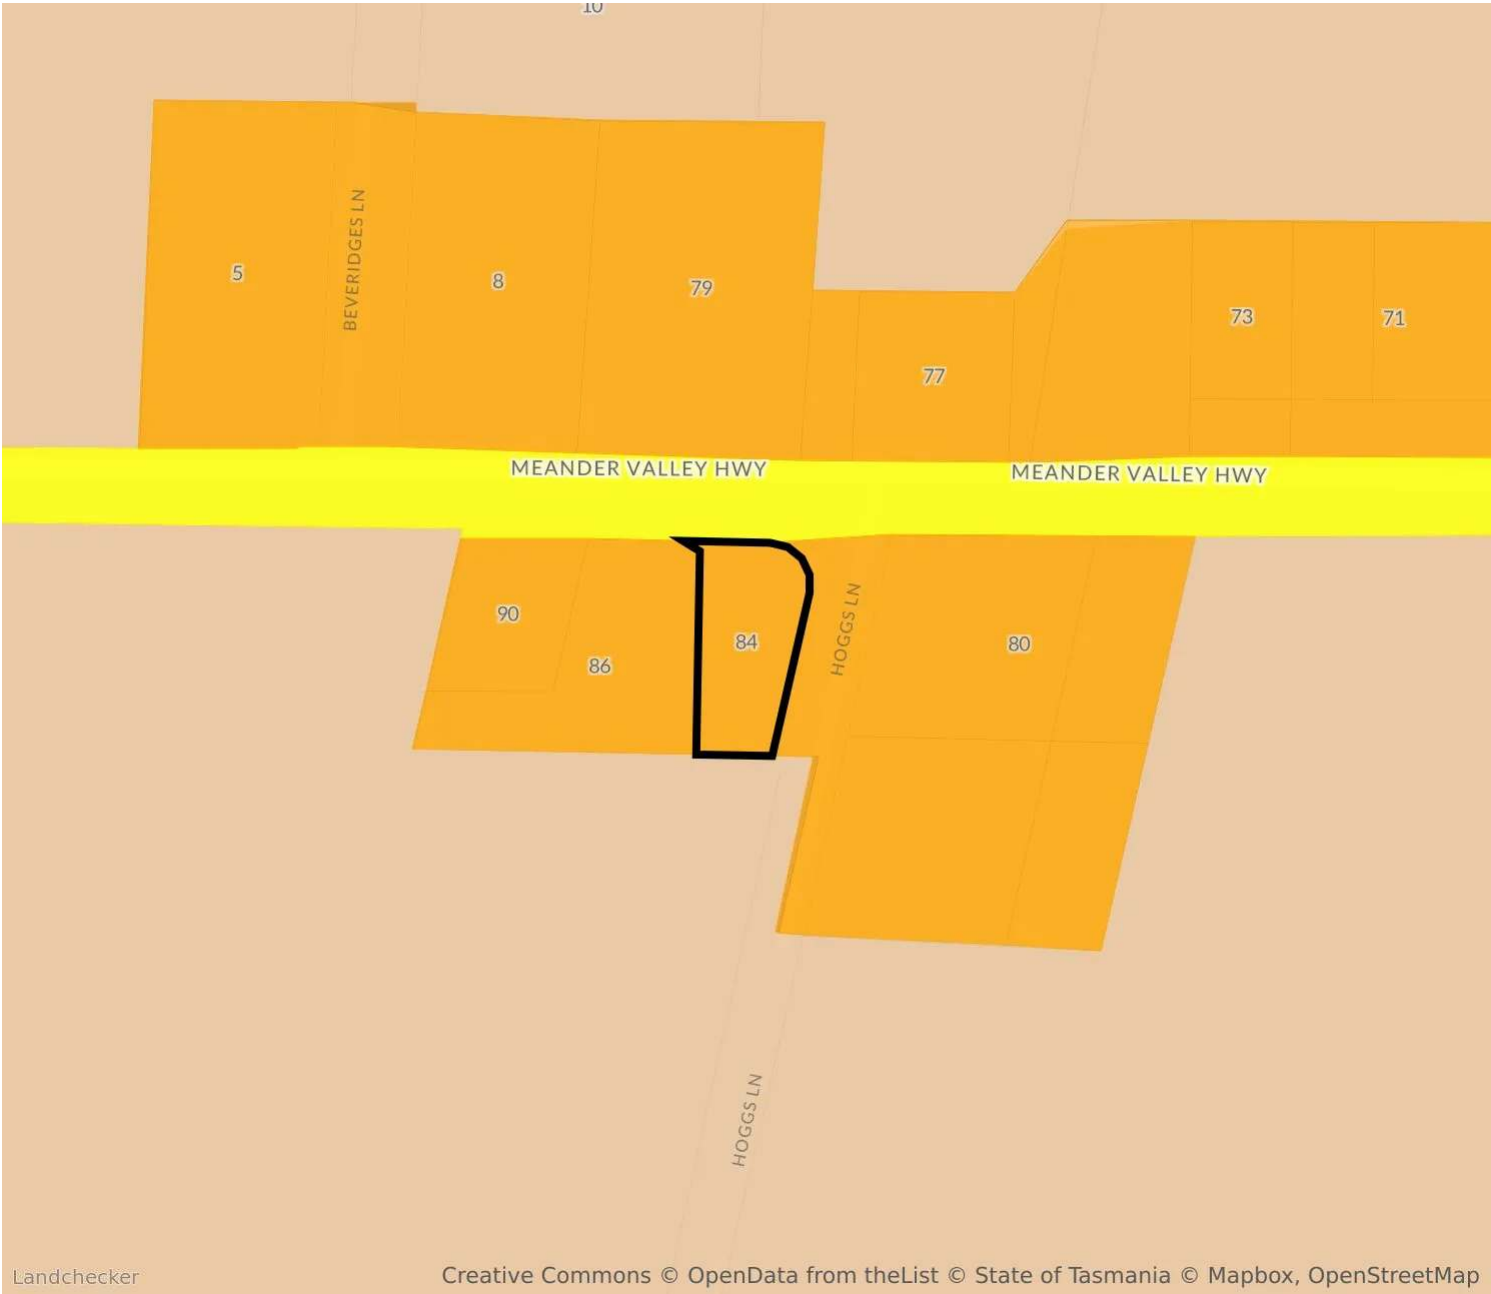 10
BEVERIDGES LN
5
8
79
73
71
77
MEANDER VALLEY HWY
MEANDER VALLEY HWY
90
86
84
HOGGS LN
80
HOGGS LN
Landchecker
Creative Commons © OpenData from theList © State of Tasmania © Mapbox, OpenStreetMap